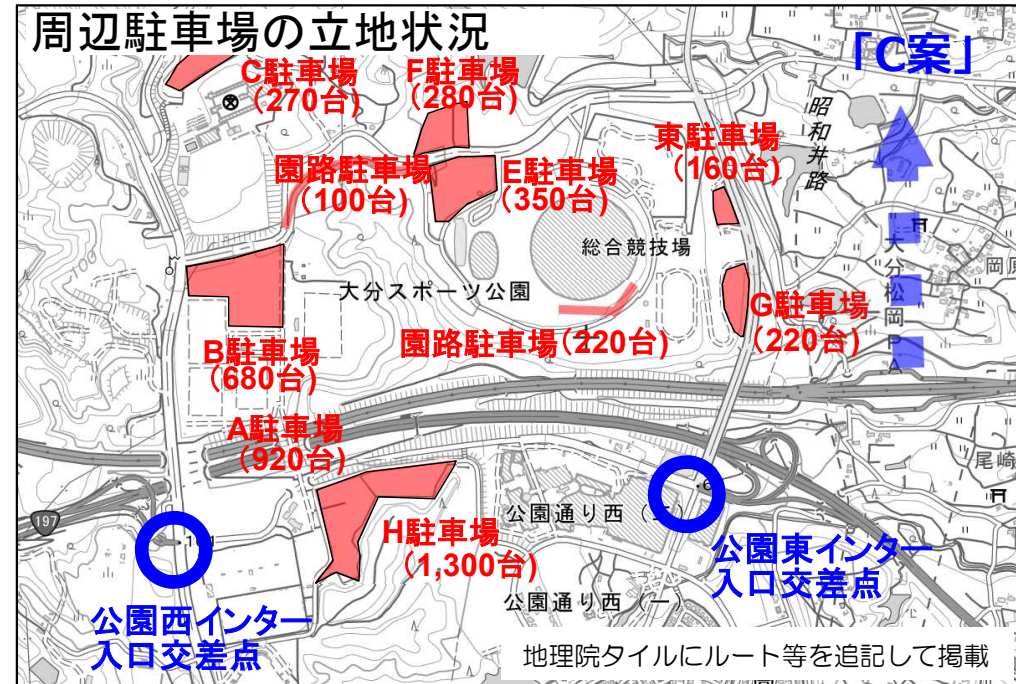 周辺駐車場の立地状況
「C案」
C駐車場
(270台)
F駐車場
(280台)
昭和井路
東駐車場
(160台)
園路駐車場
(100台)
E駐車場
(350台)
総合競技場
大分松岡PA
岡原
大分スポーツ公園
G駐車場
(220台)
園路駐車場(220台)
B駐車場
(680台)
A駐車場
(920台)
尾崎
197
公園通り西
H駐車場
(1,300台)
公園東インター
入口交差点
公園西インター
入口交差点
公園通り西(一)
地理院タイルにルート等を追記して掲載